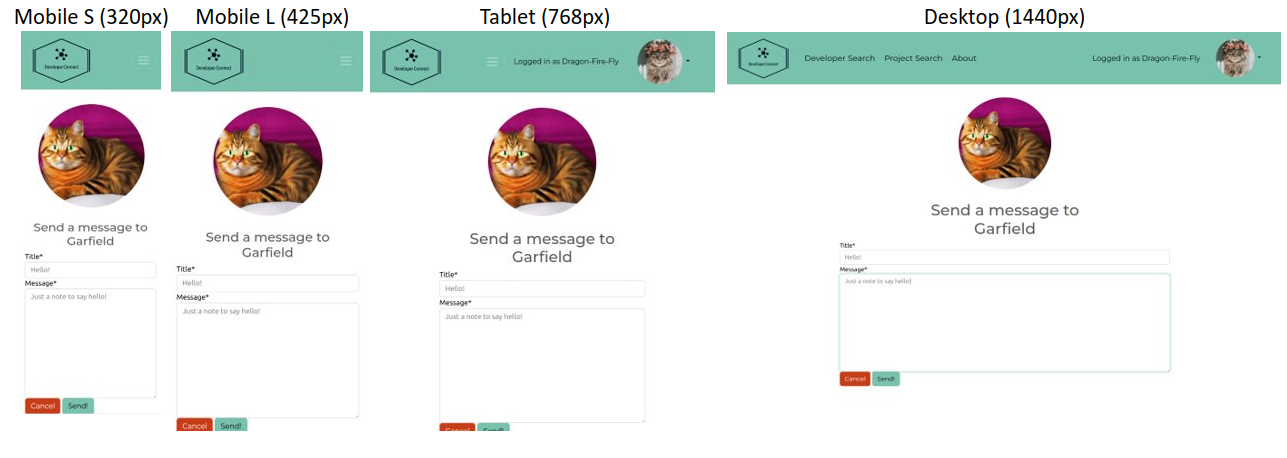 Mobile S (320px)
Mobile L (425px)
Tablet (768px)
Desktop (1440px)
Developer Connect
Send a message to
Garfield
Title*
Hello!
Message*
Just a note to say hello!
Cancel
Send!
Developer Connect
Send a message to
Garfield
Title*
Hello!
Message*
Just a note to say hello!
Cancel
Send!
Developer Connect
Logged in as Dragon-Fire-Fly
Send a message to
Garfield
Title*
Hello!
Message*
Just a note to say hello!
Cancel
Send!
Developer Connect
Developer Search
Project Search
About
Logged in as Dragon-Fire-Fly
Send a message to
Garfield
Title*
Hello!
Message*
Just a note to say hello!
Cancel
Send!